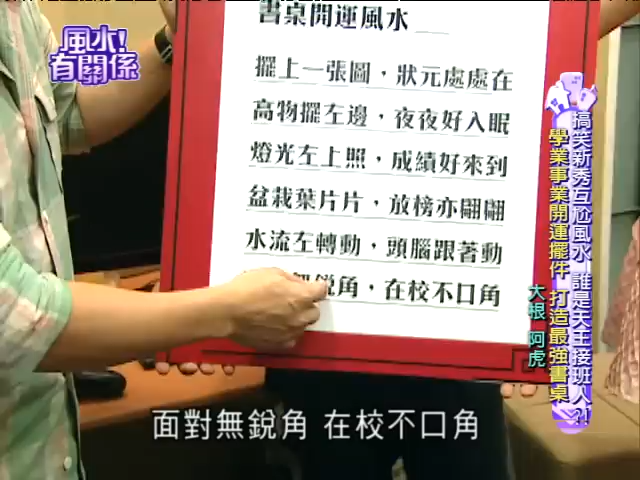 風水!
有關係
書桌開運風水__
擺上一張圖，狀元處處在
高物擺左邊，夜夜好入眠
燈光左上照，成績好來到
盆栽葉片片，放榜亦翩翩
水流左轉動，頭腦跟著動
銳角，在校不口角
搞笑新秀互尬風水 誰是天王接班人?!
學業事業開運擺件 打造最強書桌
大根 阿虎
面對無銳角 在校不口角